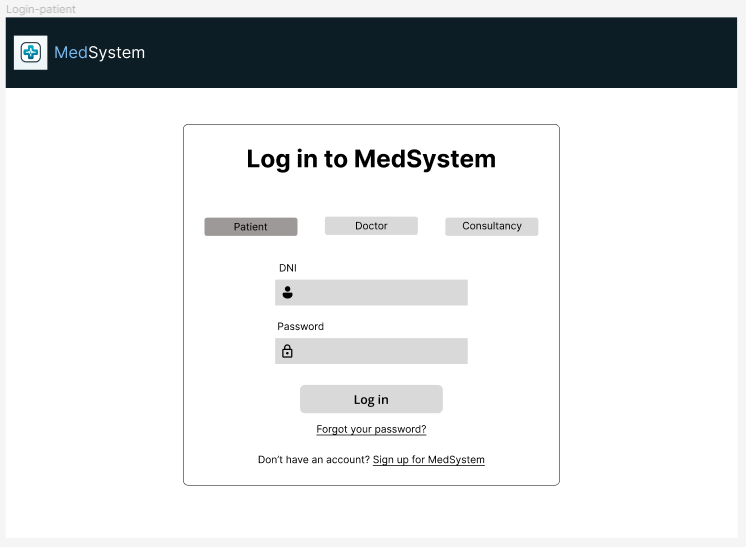 Login-patient
MedSystem
Log in to MedSystem
Patient Doctor Consultancy
DNI
Password
Log in
Forgot your password?
Don't have an account? Sign up for MedSystem